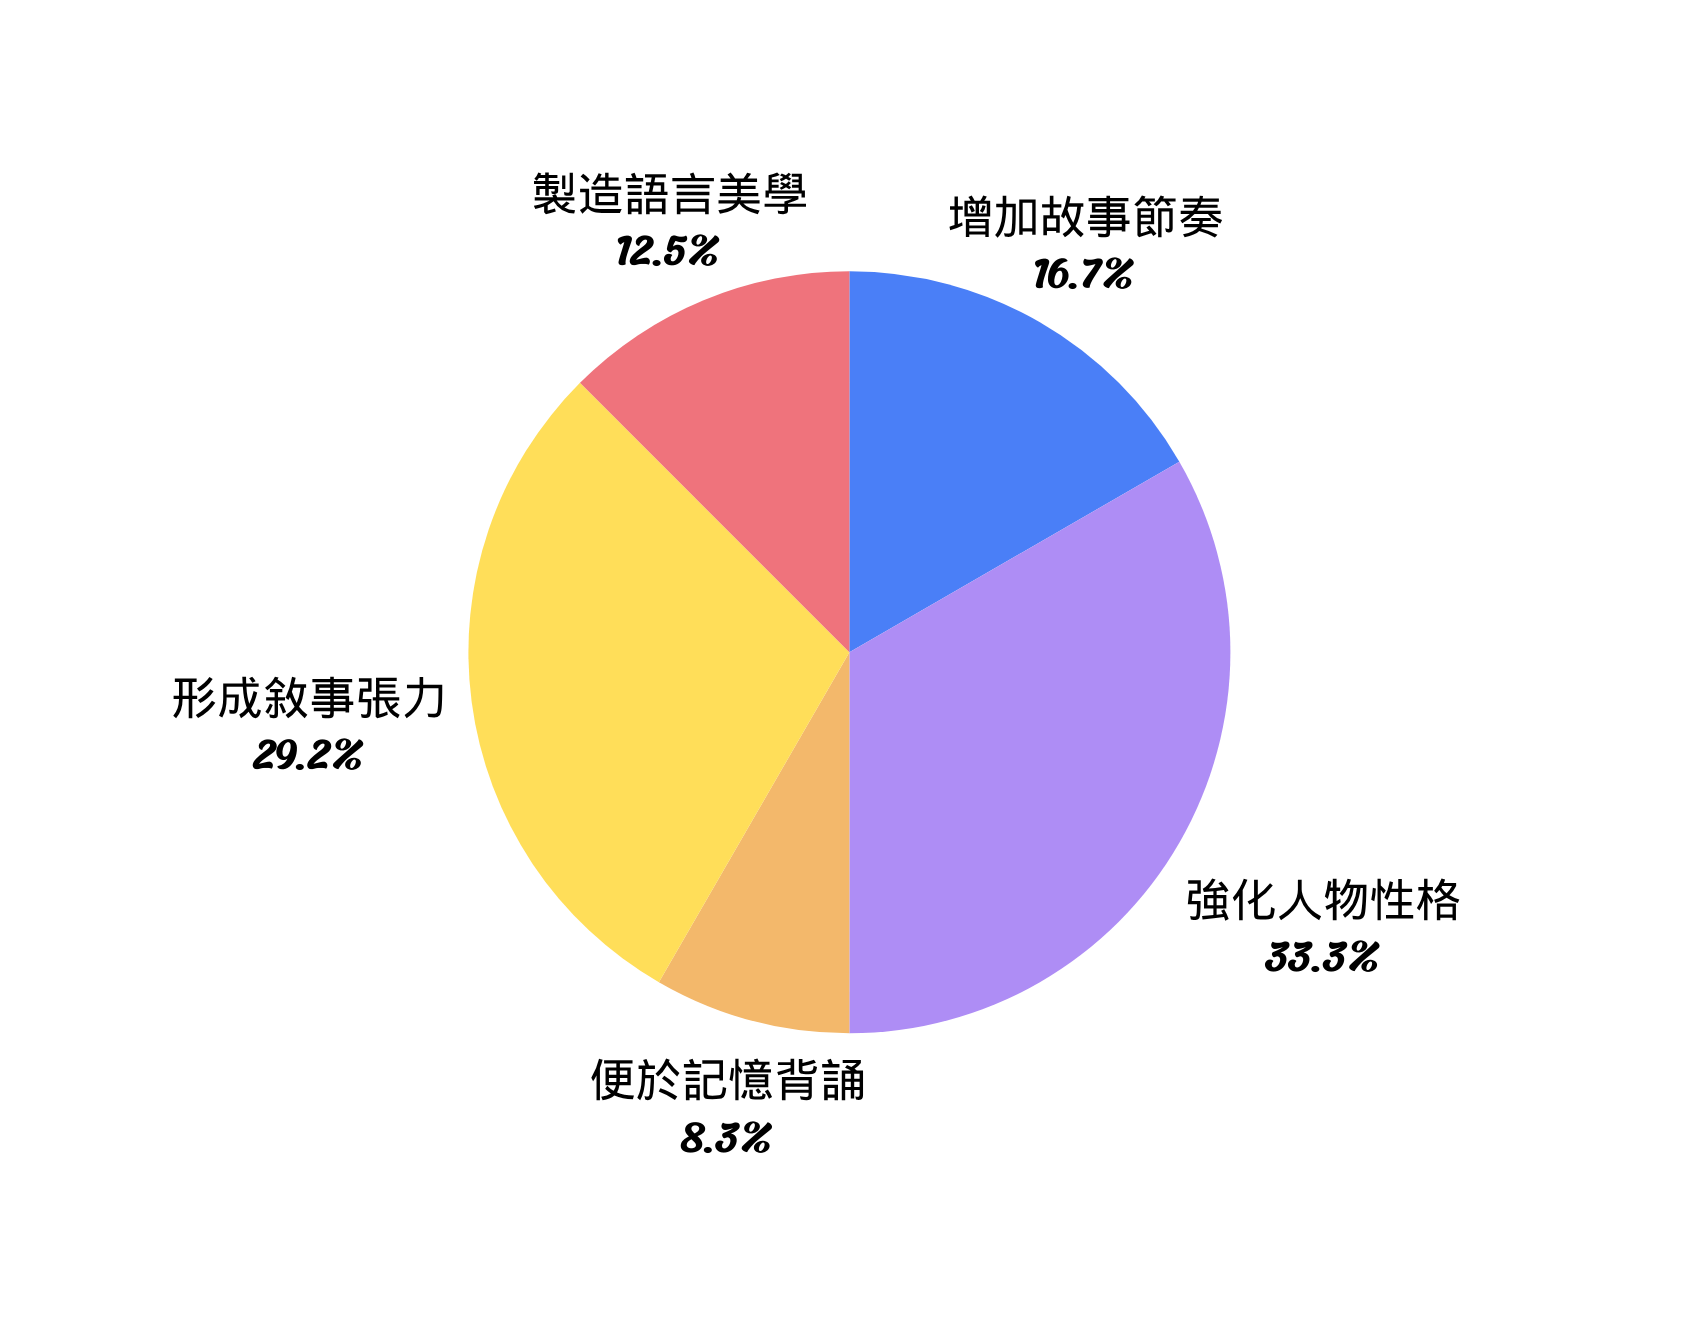 製造語言美學
12.5%
增加故事節奏
16.7%
形成敘事張力
29.2%
強化人物性格
33.3%
便於記憶背誦
8.3%